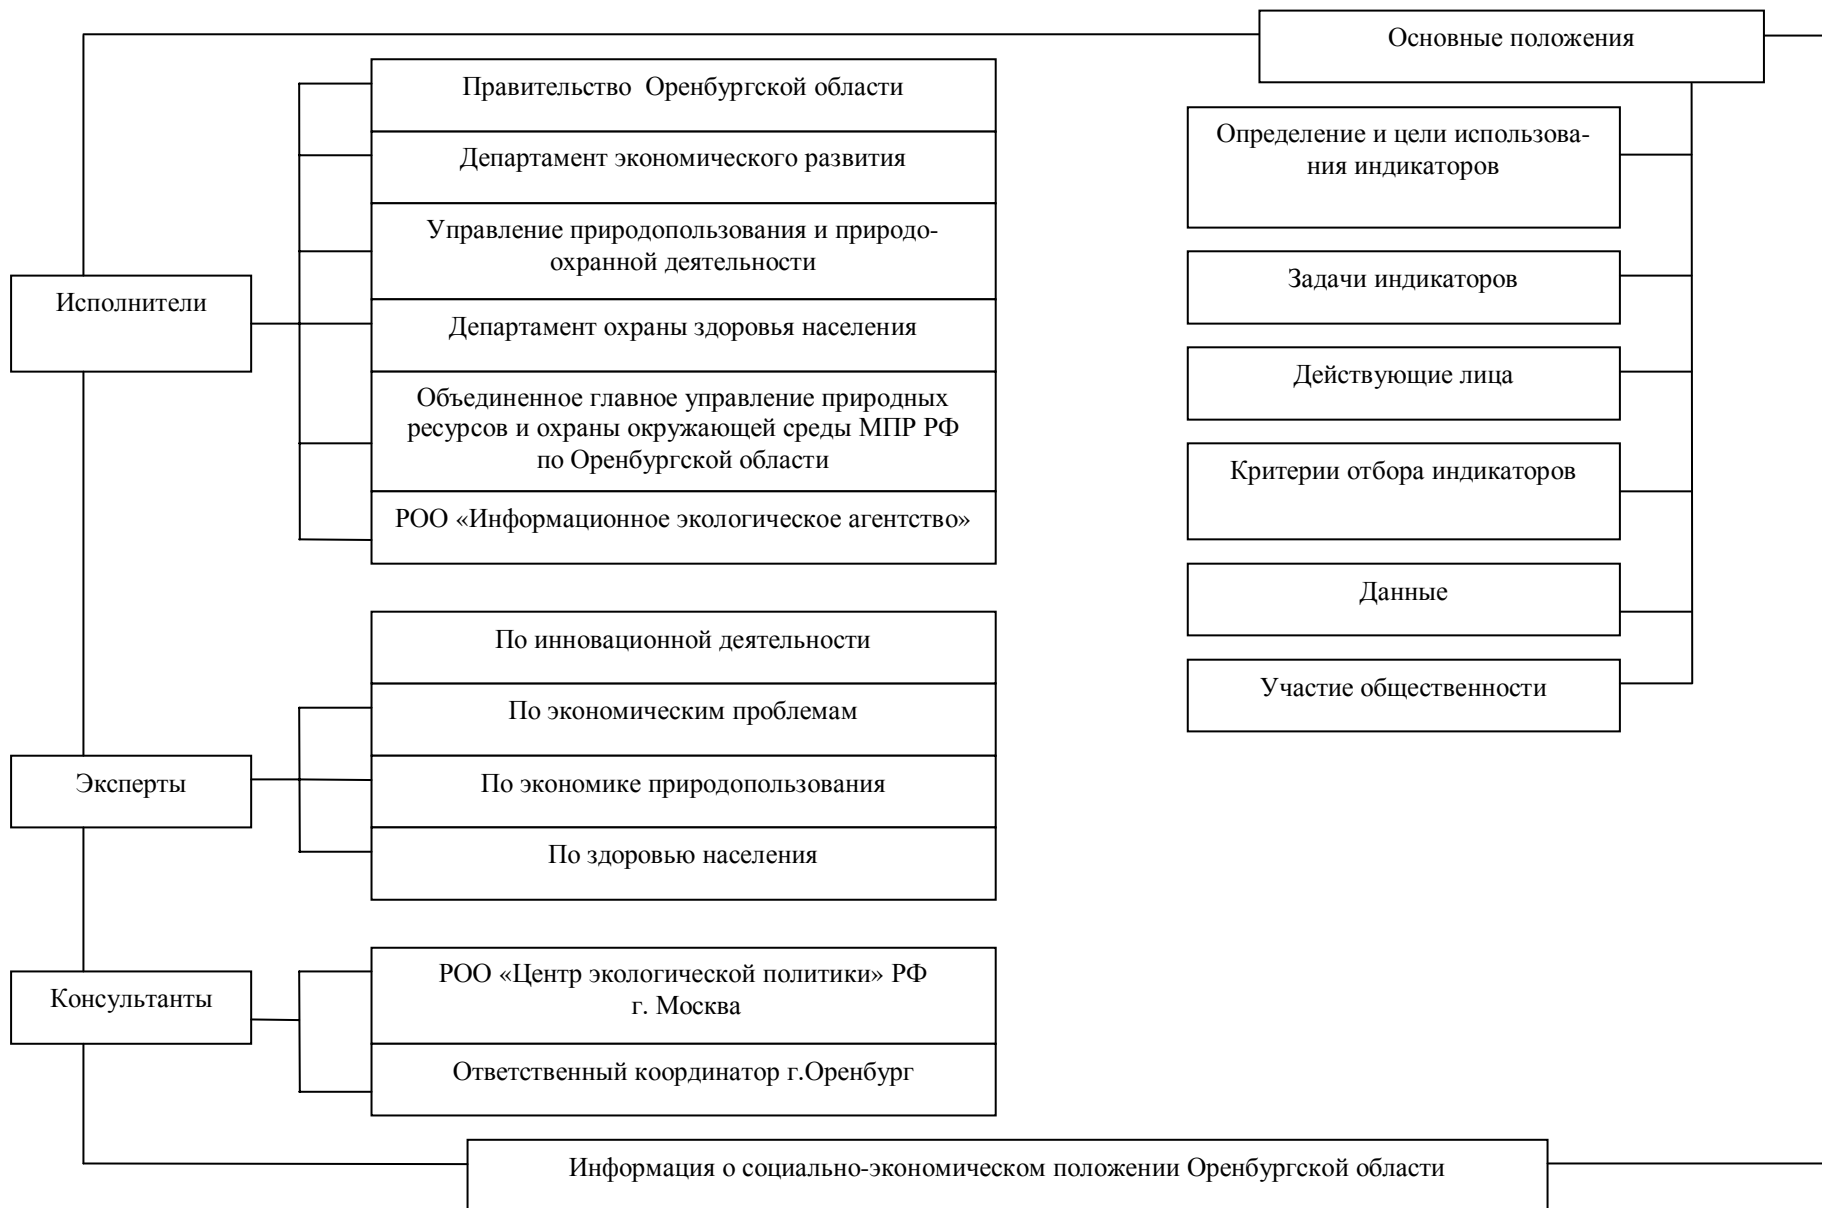 Основные положения
Правительство Оренбургской области
Департамент экономического развития
Управление природопользования и природо-
охранной деятельности
Исполнители
Департамент охраны здоровья населения
Объединенное главное управление природных
ресурсов и охраны окружающей среды МПР РФ
по Оренбургской области
РОО «Информационное экологическое агентство»
Определение и цели использова-
ния индикаторов
Задачи индикаторов
Действующие лица
Критерии отбора индикаторов
Данные
Участие общественности
По инновационной деятельности
По экономическим проблемам
Эксперты
По экономике природопользования
По здоровью населения
Консультанты
РОО «Центр экологической политики» РФ
г. Москва
Ответственный координатор г.Оренбург
Информация о социально-экономическом положении Оренбургской области